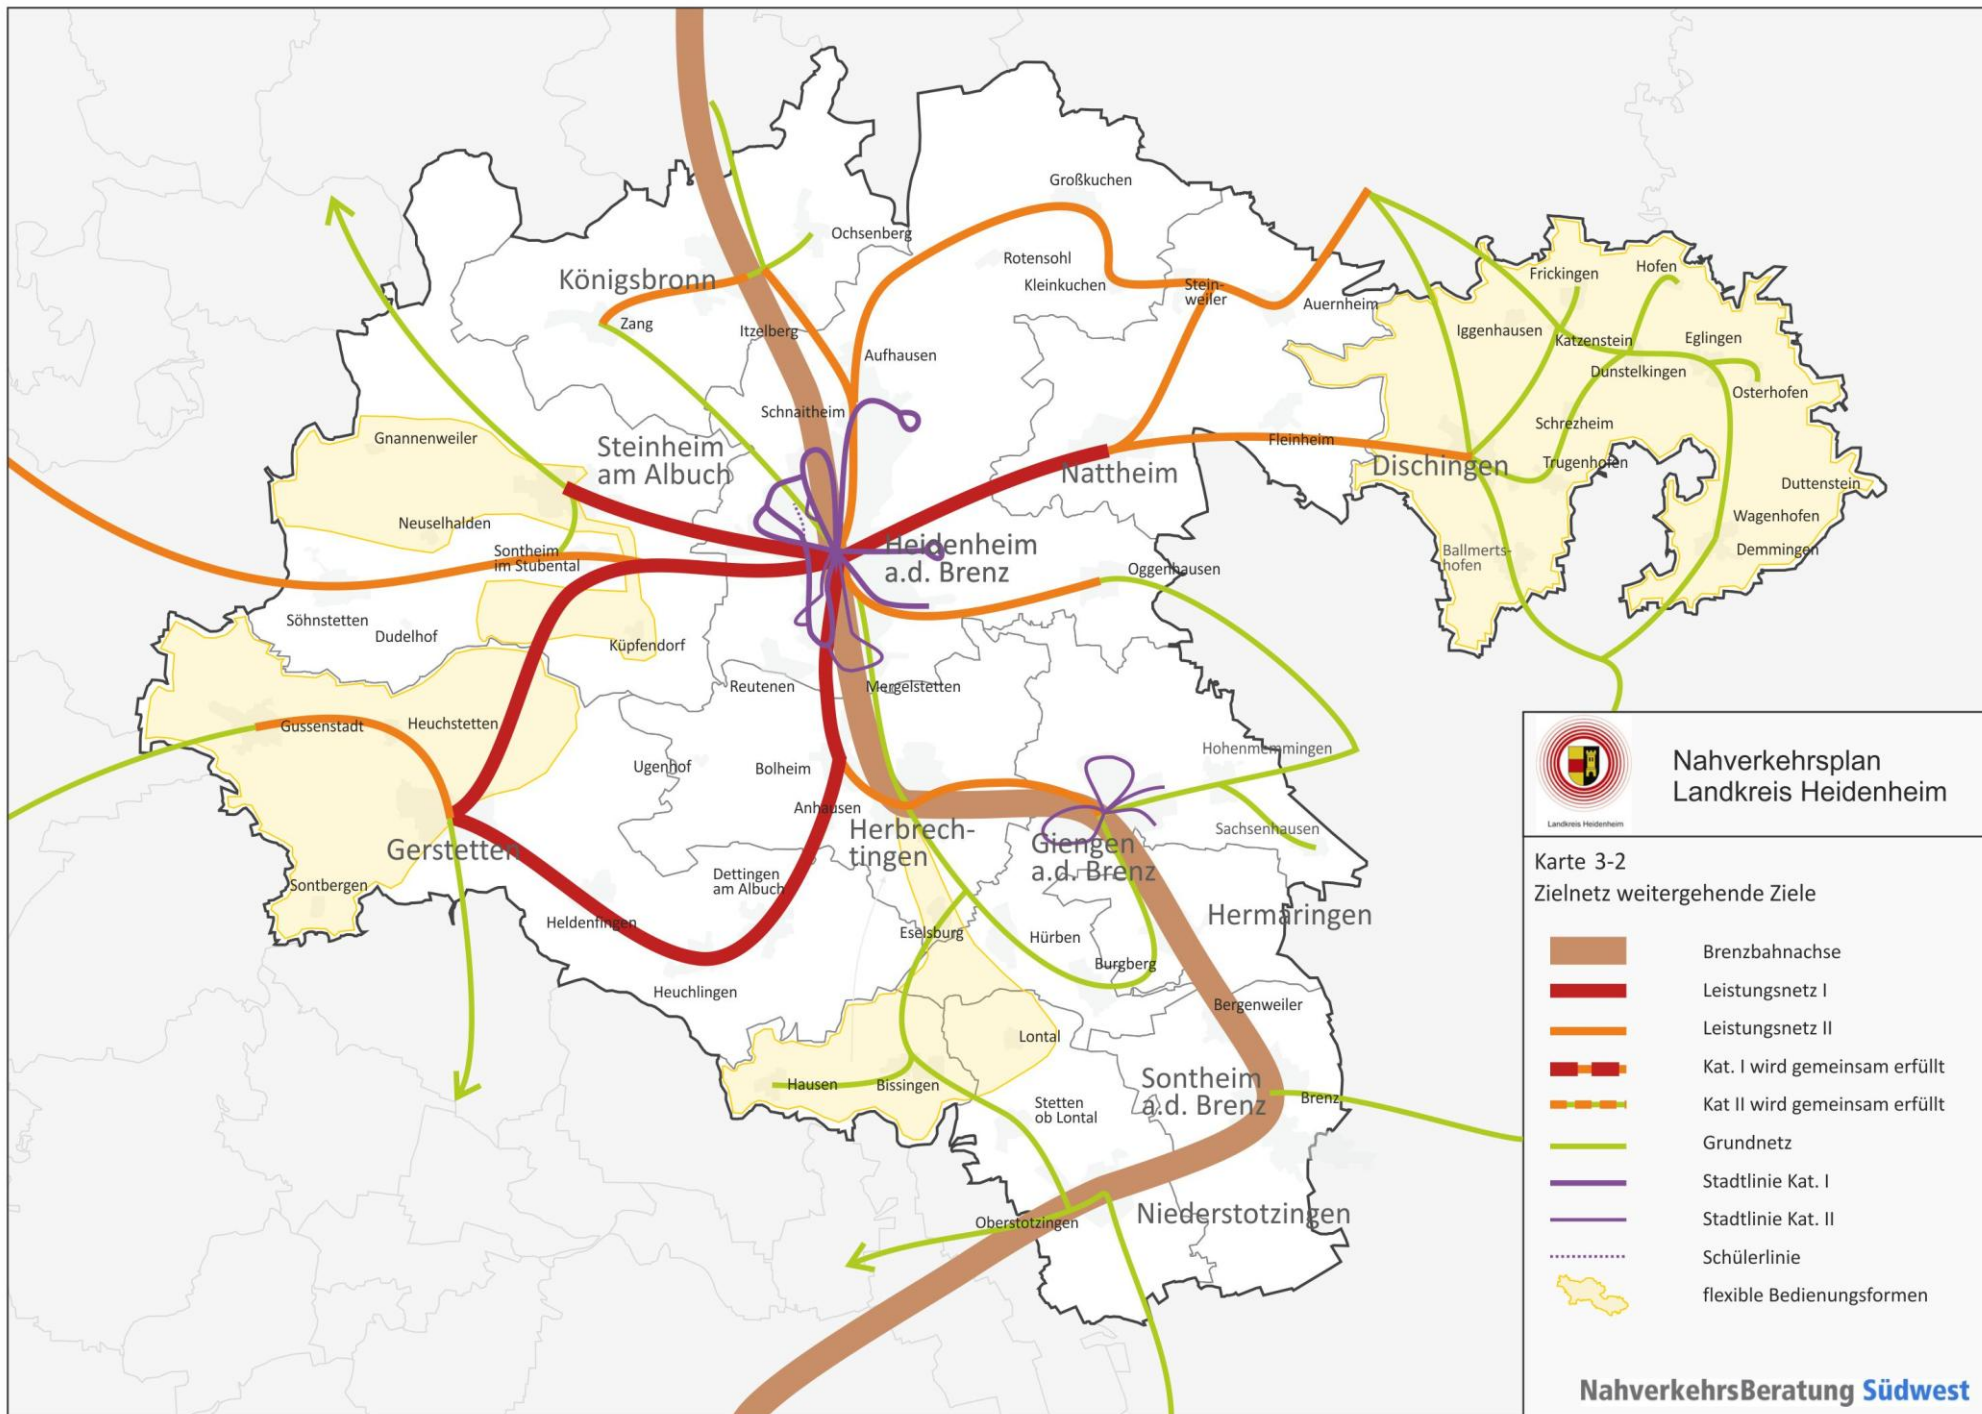 Großkuchen
Ochsenberg
Rotensohl
Königsbronn
Kleinkuchen
Stein-
weiler
Auernheim
Frickingen
Hofen
Zang
Itzelberg
Iggenhausen
Katzenstein
Eglingen
Aufhausen
Dunstelkingen
Osterhofen
Schnaitheim
Schrezheim
Gnannenweiler
Steinheim
am Albuch
Fleinheim
Nattheim
Dischingen
Trugenhofen
Duttenstein
Neuselhalden
Wagenhofen
Sontheim
im Stubental
Heidenheim
a.d. Brenz
Ballmerts-
hofen
Demmingen
Oggenhausen
Söhnstetten
Dudelhof
Küpfendorf
Reutenen
Mergelstetten
Gussenstadt
Heuchstetten
Hohenmemmingen
Ugenhof
Bolheim
Anhausen
Herbrech-
tingen
Giengen
a.d. Brenz
Sachsenhausen
Gerstetten
Sontbergen
Dettingen
am Albuch
Heldenfingen
Eselsburg
Hürben
Hermaringen
Burgberg
Heuchlingen
Bergenweiler
Lontal
Hausen
Bissingen
Sontheim
a.d. Brenz
Brenz
Stetten
ob Lontal
Oberstotzingen
Niederstotzingen
Landkreis Heidenheim
Nahverkehrsplan
Landkreis Heidenheim
Karte 3-2
Zielnetz weitergehende Ziele
Brenzbahnachse
Leistungsnetz I
Leistungsnetz II
Kat. I wird gemeinsam erfüllt
Kat II wird gemeinsam erfüllt
Grundnetz
Stadtlinie Kat. I
Stadtlinie Kat. II
Schülerlinie
flexible Bedienungsformen
NahverkehrsBeratung Südwest